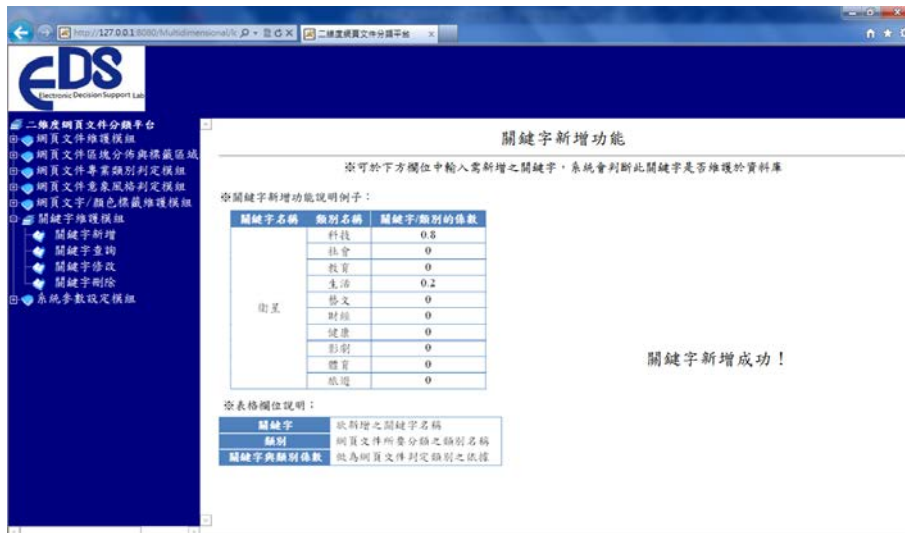 http://127.0.0.1:8080/Multidimensional/k
二維度網頁文件分類平台
EDS
Electronic Decision Support Lab
二維度網頁文件分類平台
網頁文件維護模組
網頁文件區塊分佈與標籤區域
網頁文件專業類別判定模組
網頁文件意象風格判定模組
網頁文字/顏色標籤維護模組
關鍵字維護模組
關鍵字新增
關鍵字查詢
關鍵字修改
關鍵字刪除
系統參數設定模組
關鍵字新增功能
※可於下方欄位中輸入需新增之關鍵字,系統會判斷此關鍵字是否維護於資料庫
※關鍵字新增功能說明例子:
關鍵字名稱 類別名稱 關鍵字/類別的係數
衛星
科技 0.8
社會 0
教育 0
生活 0.2
藝文 0
財經 0
健康 0
影劇 0
體育 0
旅遊 0
關鍵字新增成功!
※表格欄位說明:
關鍵字 欲新增之關鍵字名稱
類別 網頁文件所要分類之類別名稱
關鍵字與類別係數 做為網頁文件判定類別之依據